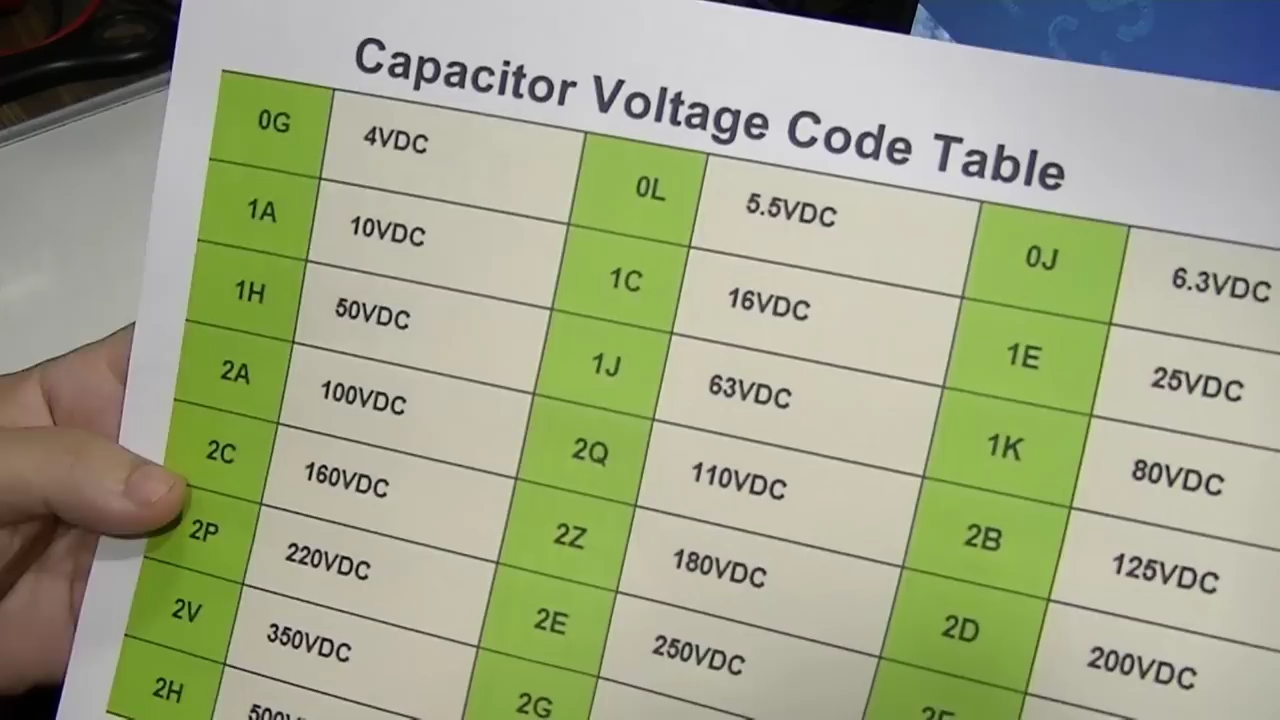 Capacitor Voltage Code Table
0G 4VDC 0L 5.5VDC 0J 6.3VDC
1A 10VDC 1C 16VDC 1E 25VDC
1H 50VDC 1J 63VDC 1K 80VDC
2A 100VDC 2Q 110VDC 2B 125VDC
2C 160VDC 2Z 180VDC 2D 200VDC
2P 220VDC 2E 250VDC
2V 350VDC 2G
2H